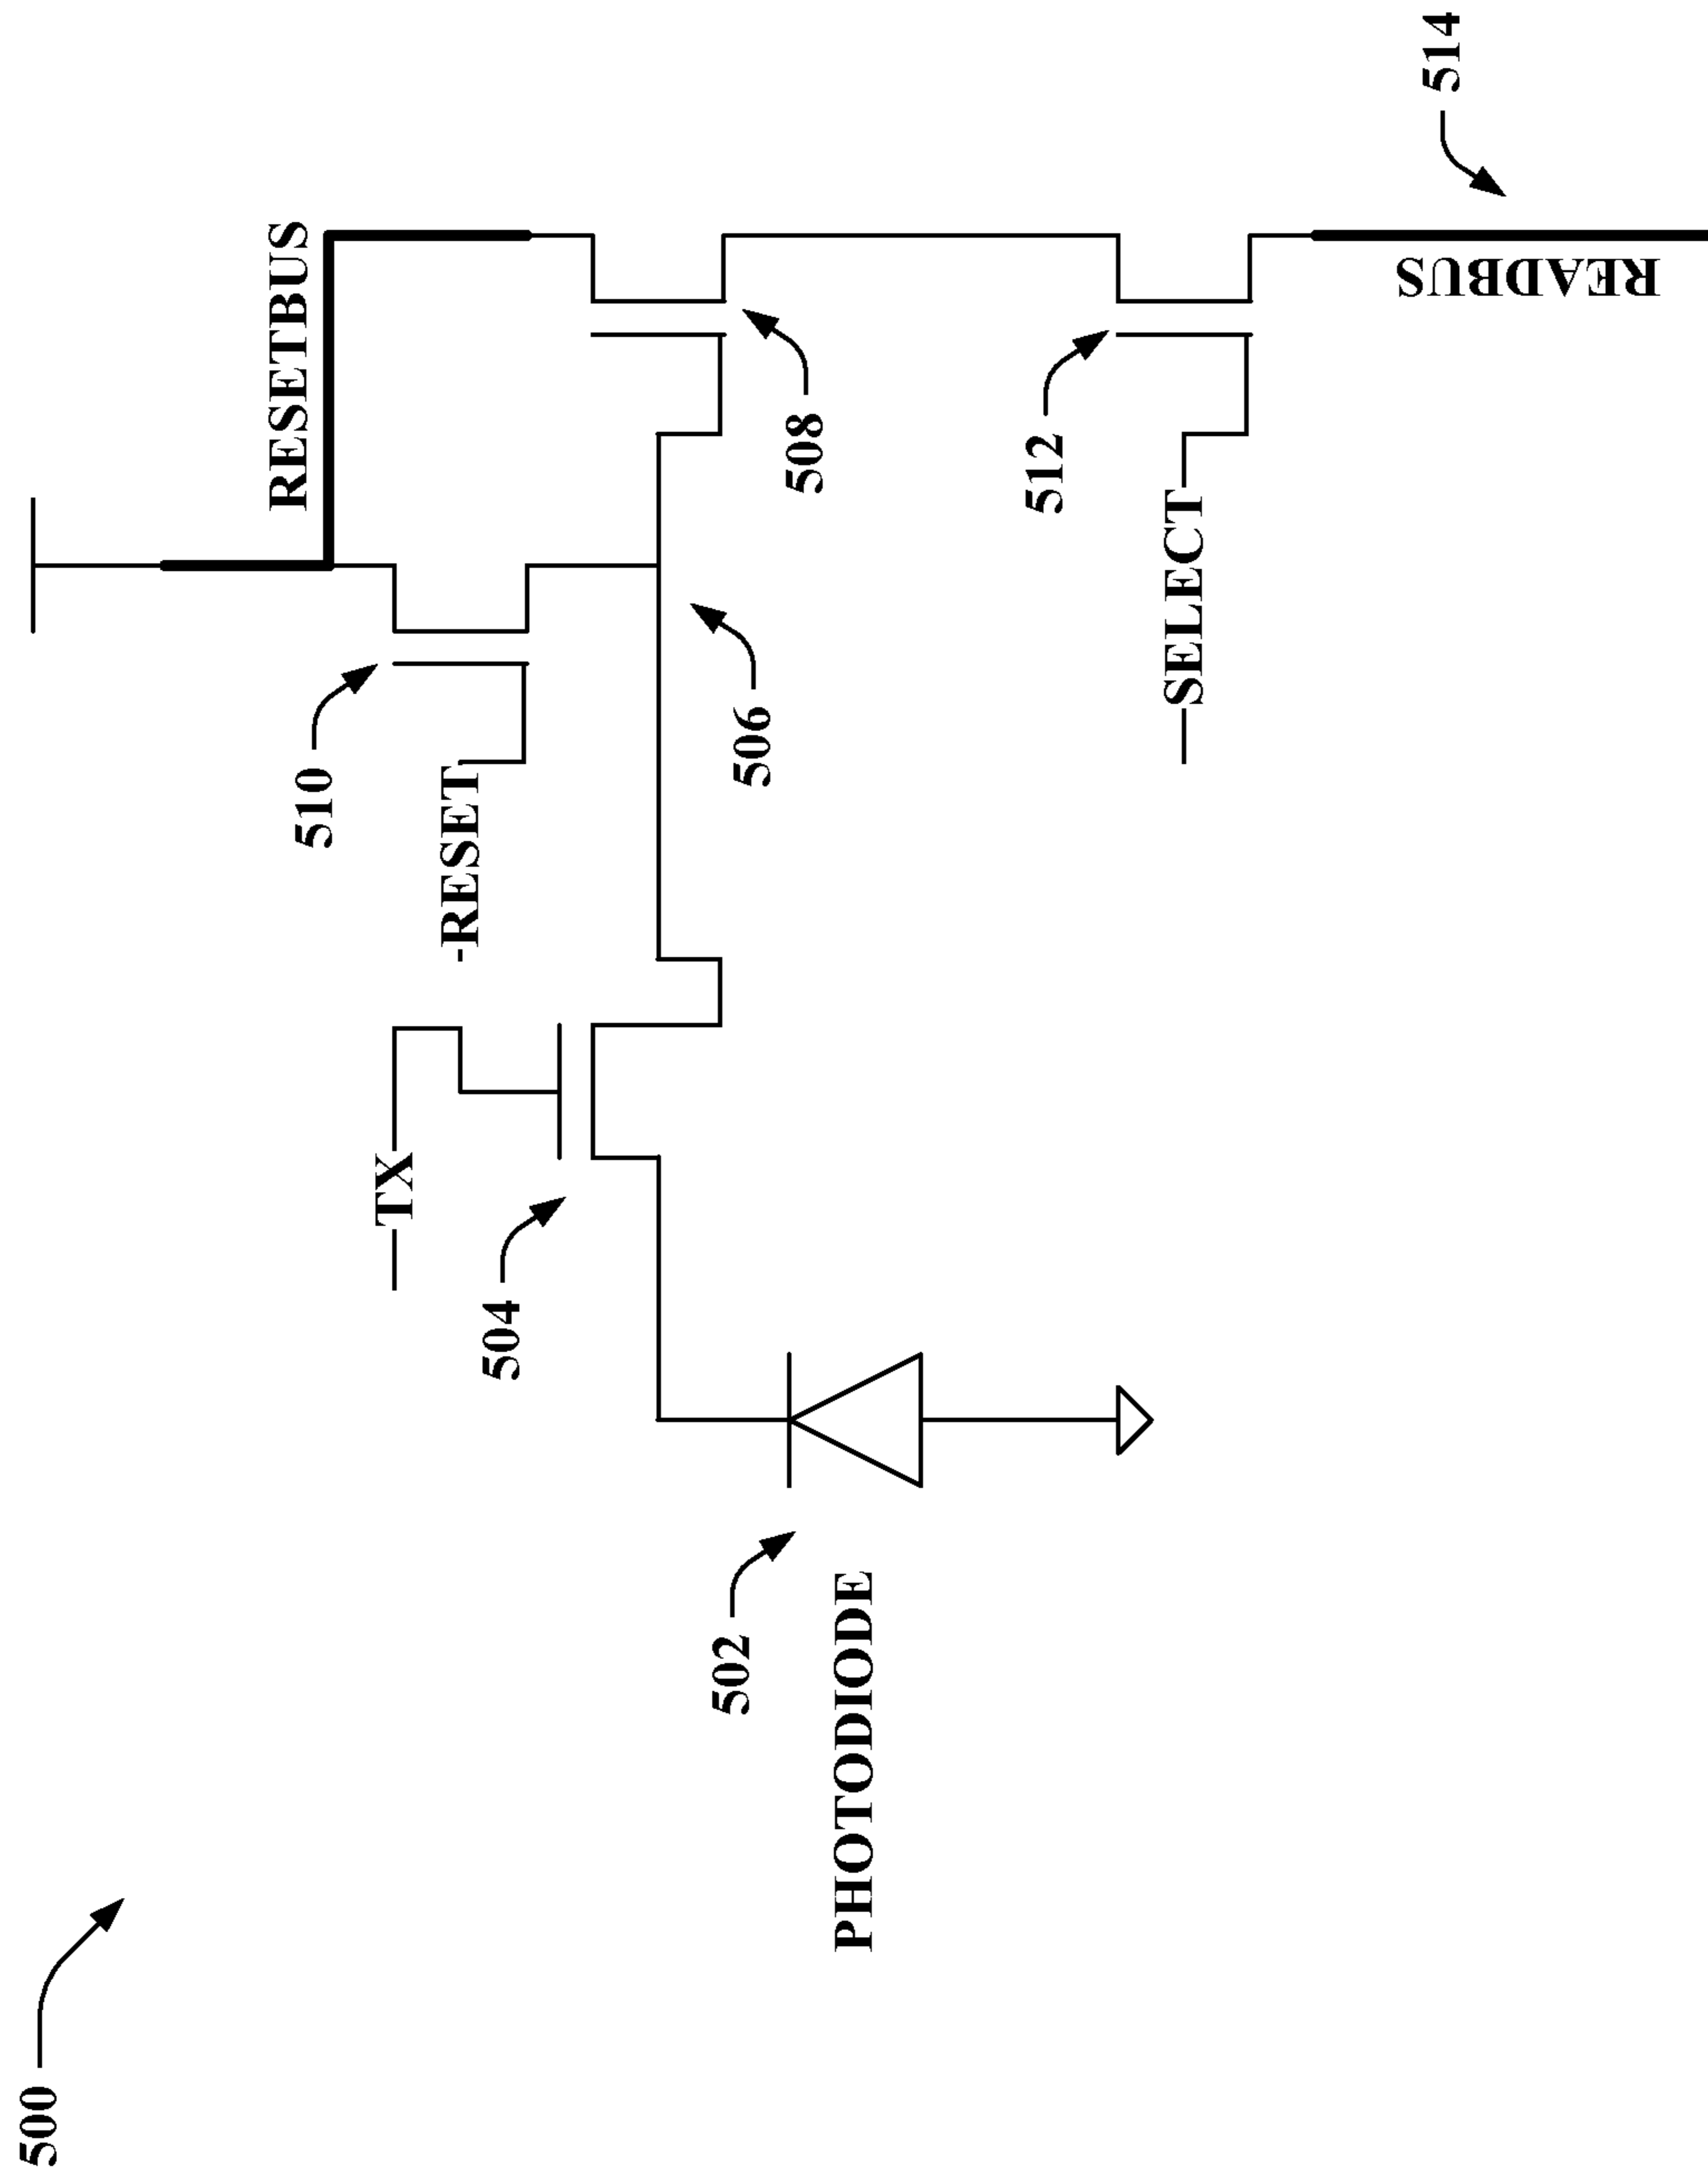 500
RESETBUS
510
RESET
TX
504
506
508
512
SELECT
514
READBUS
502
PHOTODIODE